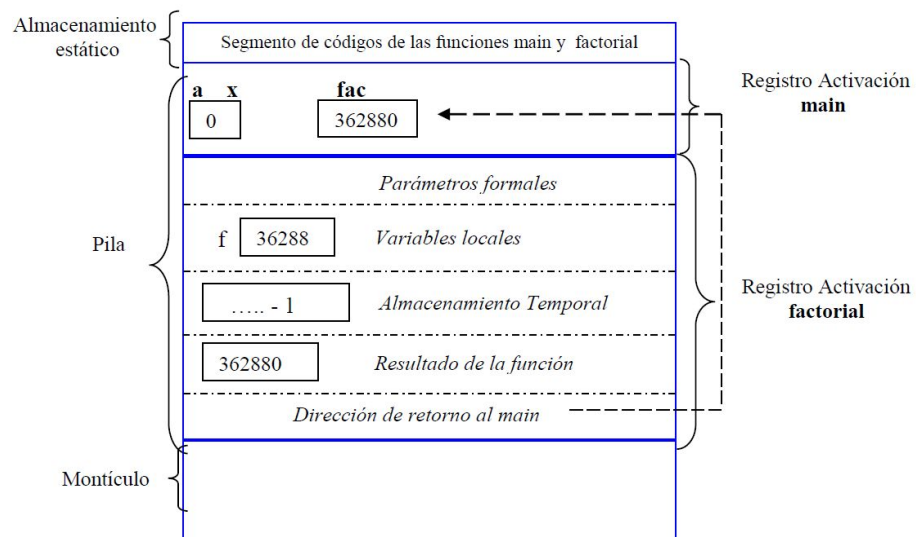 Almacenamiento
estático
Segmento de códigos de las funciones main y factorial
a x fac
0 362880
Registro Activación
main
Pila
Parámetros formales
f 36288 Variables locales
..... - 1 Almacenamiento Temporal
362880 Resultado de la función
Dirección de retorno al main
Registro Activación
factorial
Montículo